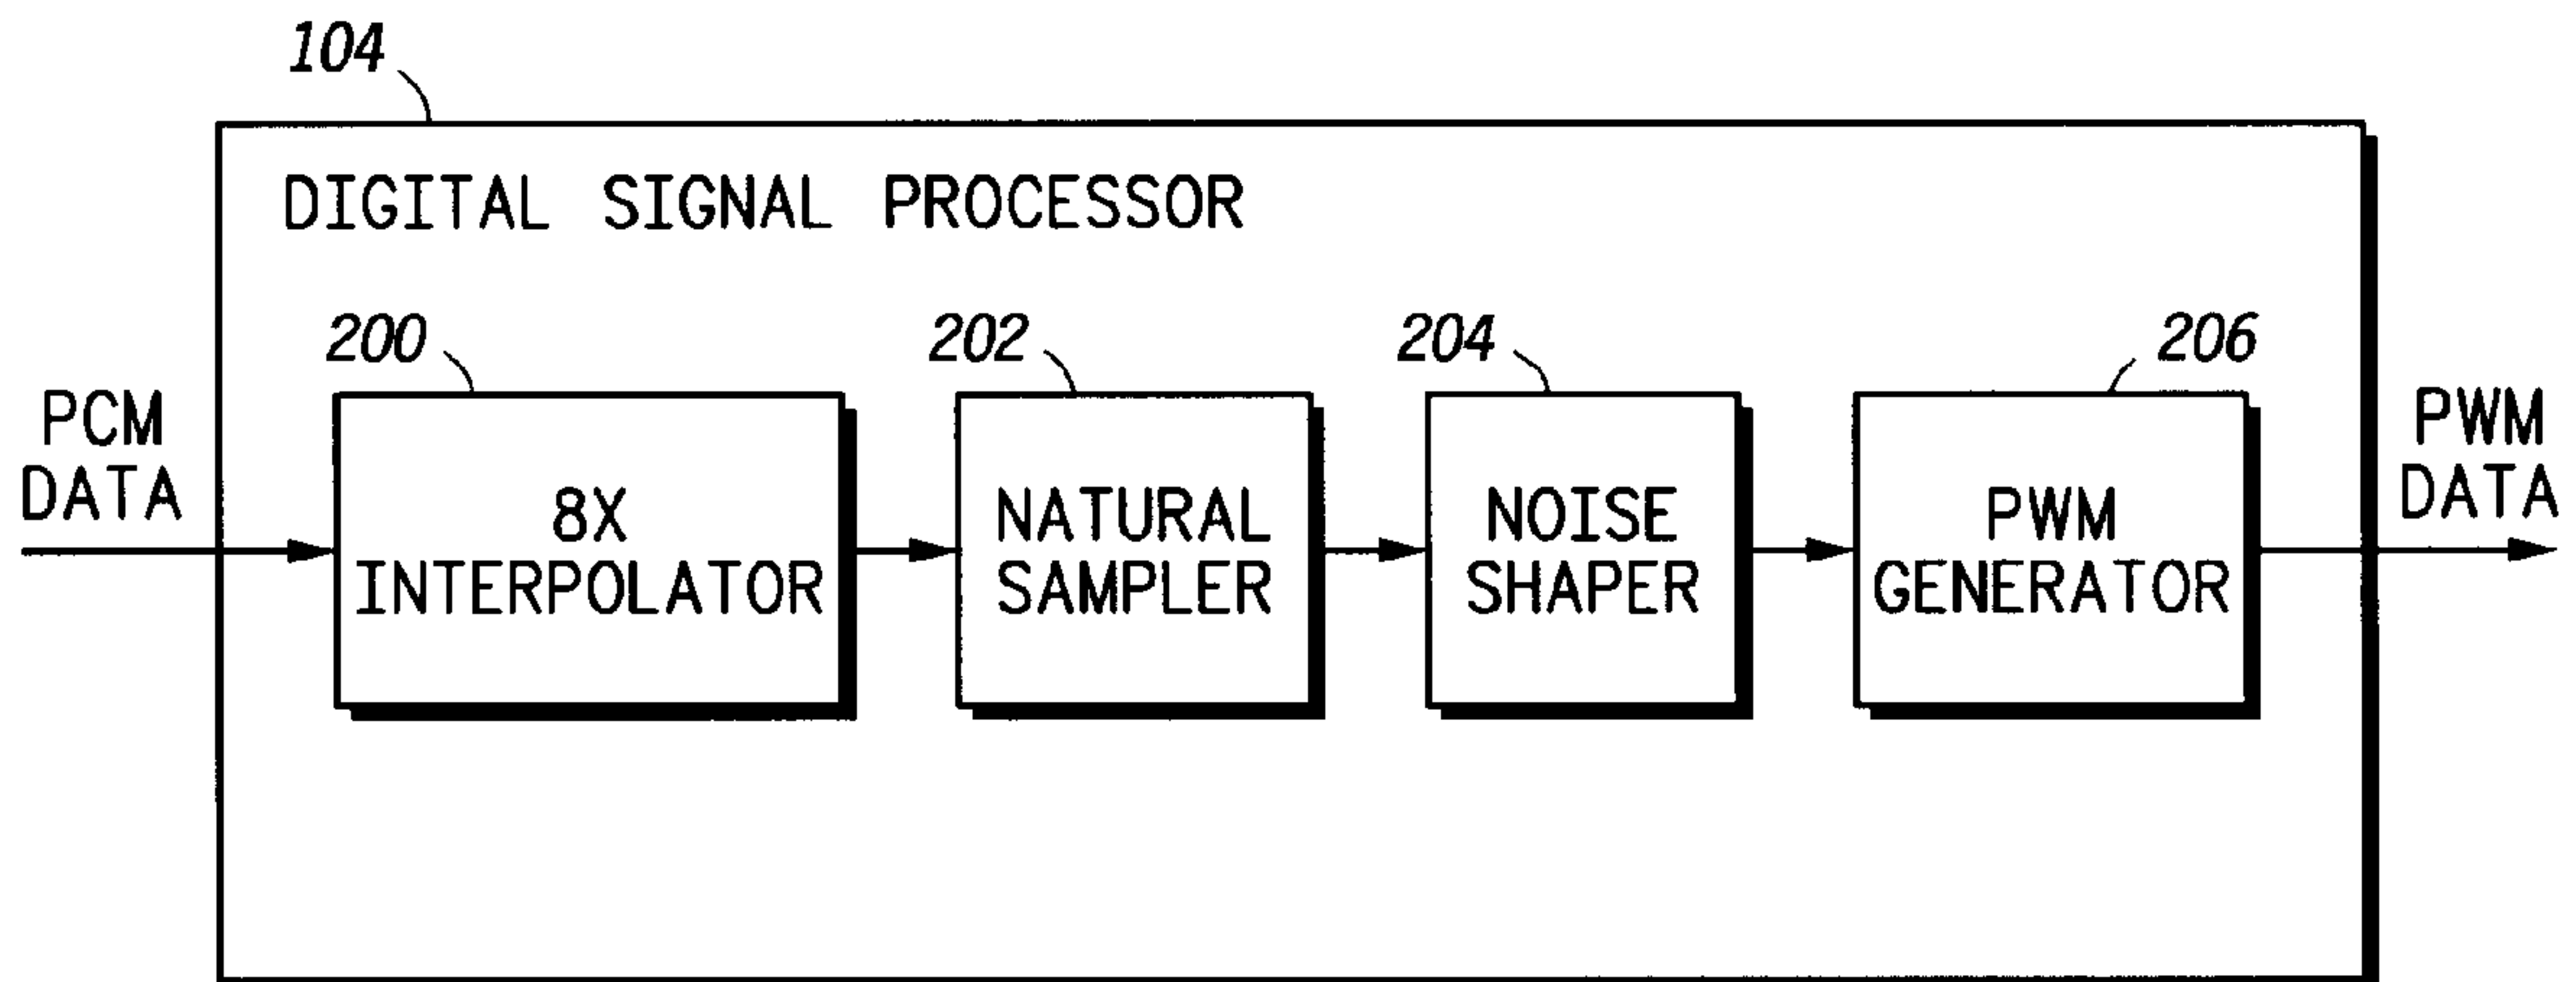 104
DIGITAL SIGNAL PROCESSOR
200
202
204
206
PCM
DATA
8X
INTERPOLATOR
NATURAL
SAMPLER
NOISE
SHAPER
PWM
GENERATOR
PWM
DATA